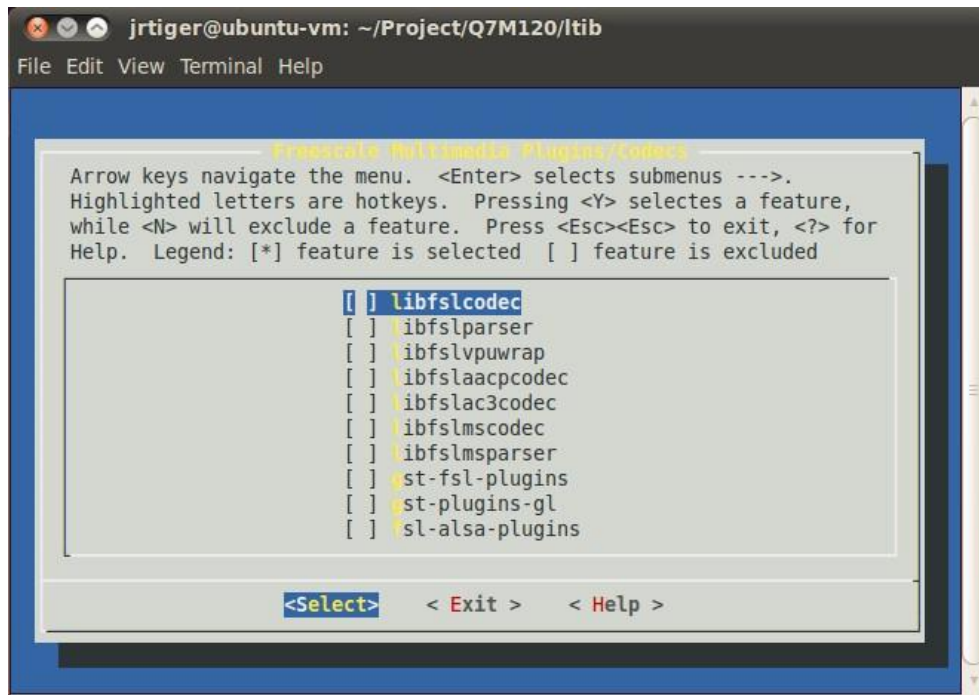 jrtiger@ubuntu-vm: ~/Project/Q7M120/ltib
File Edit View Terminal Help
Freescale Multimedia Plugins/Codecs
Arrow keys navigate the menu. <Enter> selects submenus --->.
Highlighted letters are hotkeys. Pressing <Y> selectes a feature,
while <N> will exclude a feature. Press <Esc><Esc> to exit, <?> for
Help. Legend: [*] feature is selected [ ] feature is excluded
[ ] libfslcodec
[ ] libfslparser
[ ] libfslvpuwrap
[ ] libfslaacpcodec
[ ] libfslac3codec
[ ] libfslmscodec
[ ] libfslmsparser
[ ] gst-fsl-plugins
[ ] gst-plugins-gl
[ ] fsl-alsa-plugins
<Select> < Exit > < Help >